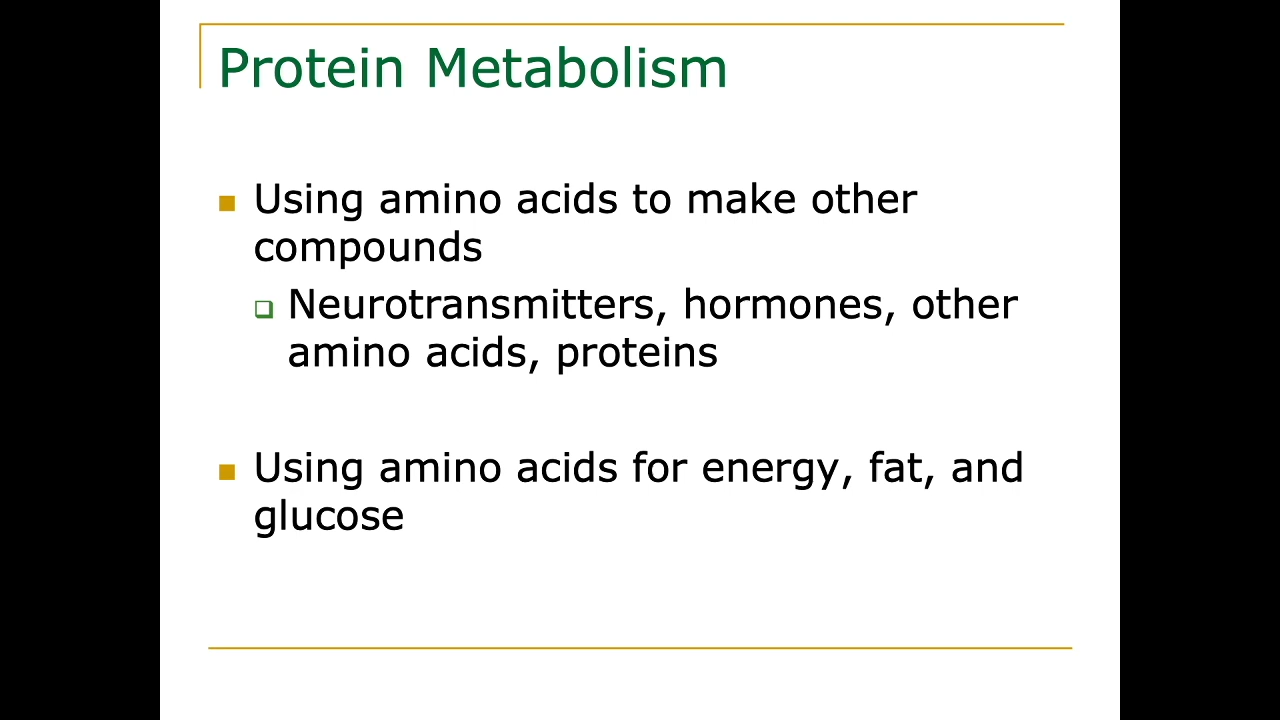 Protein Metabolism
Using amino acids to make other
compounds
Neurotransmitters, hormones, other
amino acids, proteins
Using amino acids for energy, fat, and
glucose